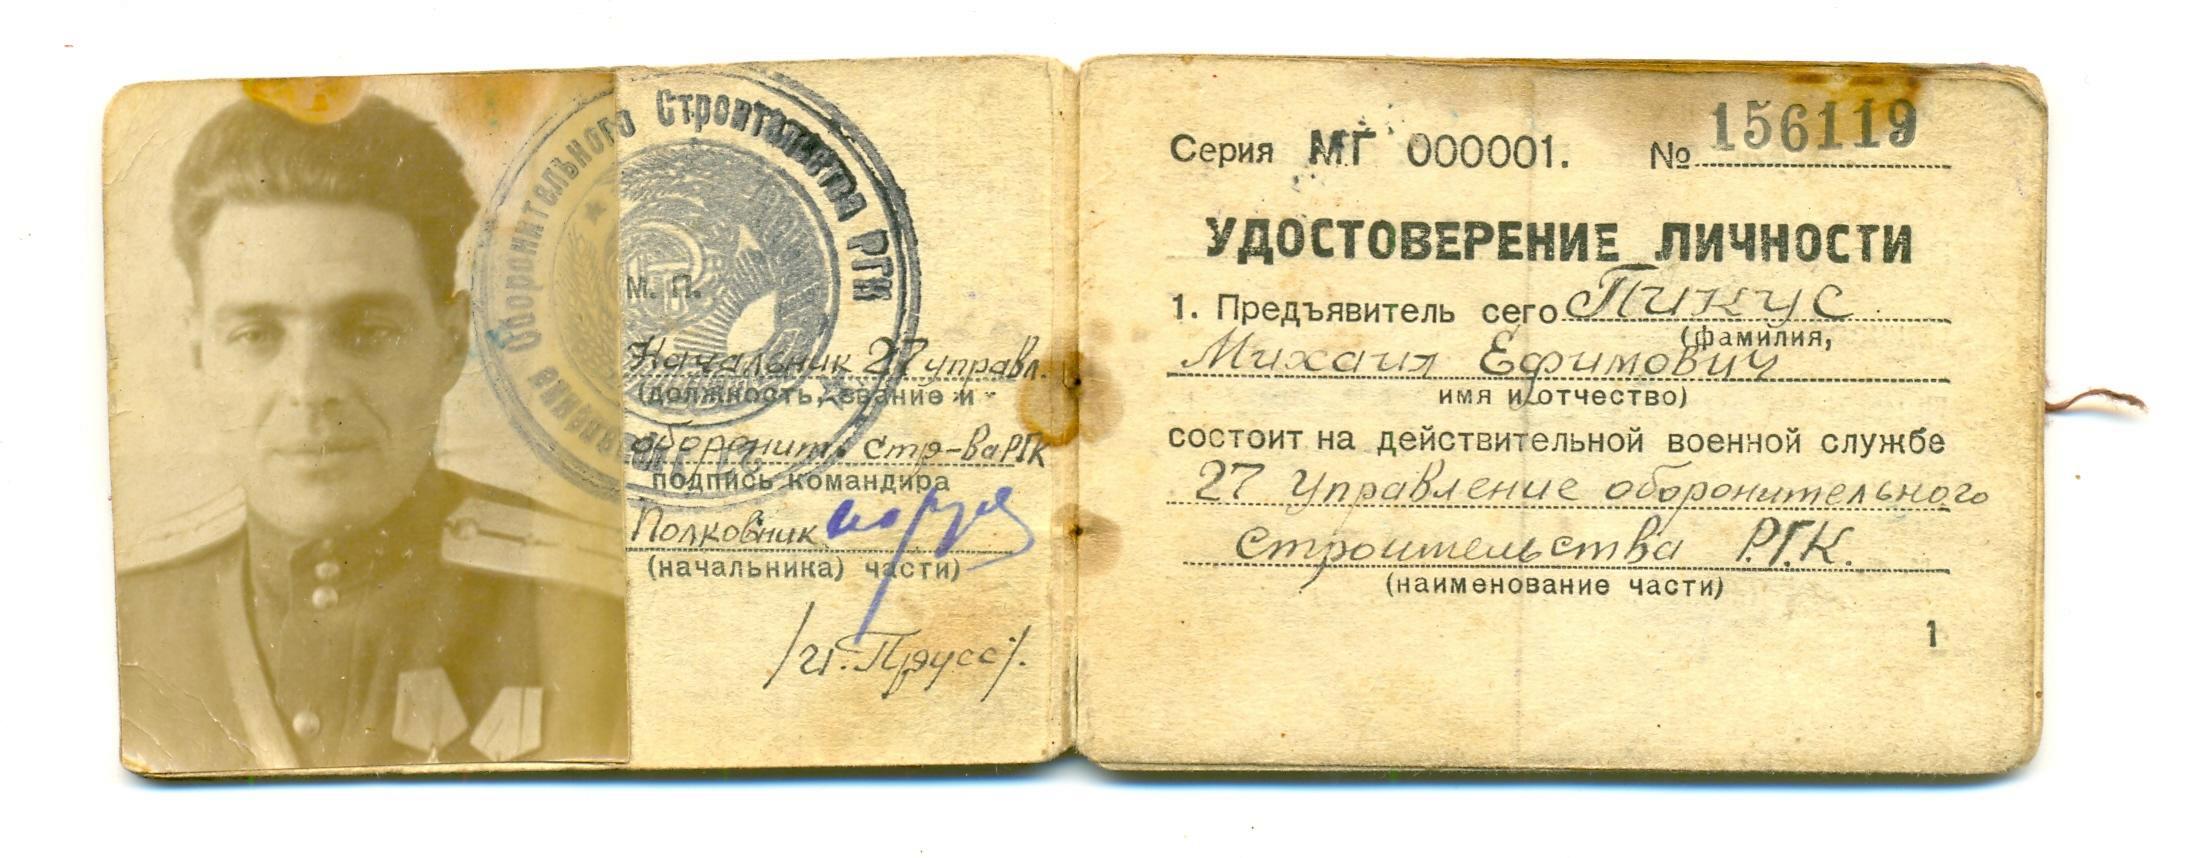 Оборонительного Строительства РГК
М. П.
Начальник 27 управл.
(должность, звание и
оборонит. стр-ва РГК
подпись командира
Полковник
(начальника) части)
/Прусс/.
Серия МГ 000001. № 156119
УДОСТОВЕРЕНИЕ ЛИЧНОСТИ
1. Предъявитель сего Пикус
(фамилия,
Михаил Ефимович
имя и отчество)
состоит на действительной военной службе
27 Управление оборонительного
строительства Р.Г.К.
(наименование части)
1